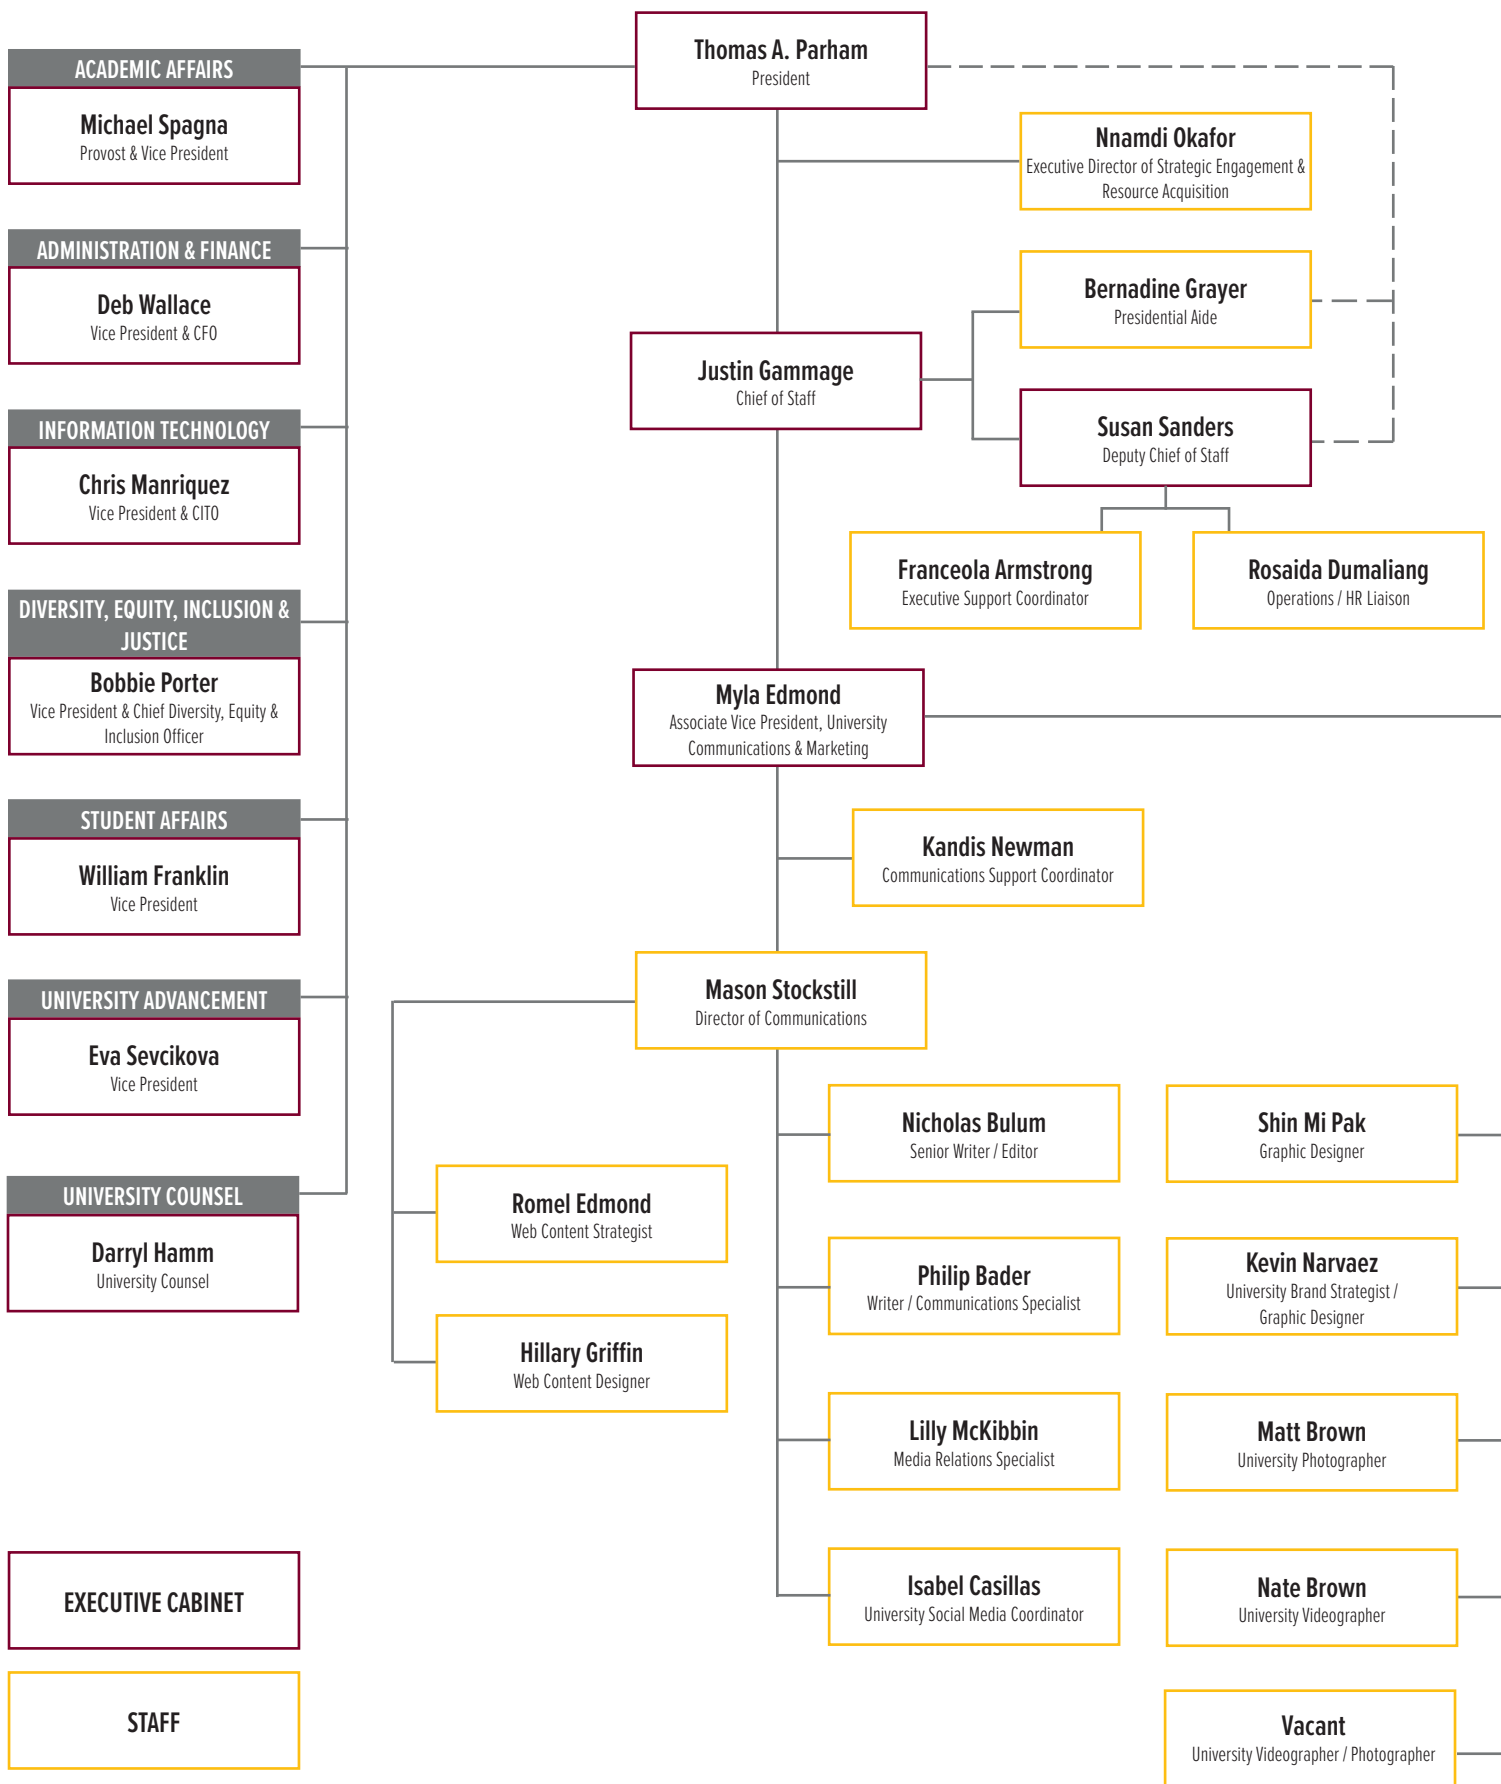 Thomas A. Parham
President
ACADEMIC AFFAIRS
Michael Spagna
Provost & Vice President
Nnamdi Okafor
Executive Director of Strategic Engagement &
Resource Acquisition
ADMINISTRATION & FINANCE
Deb Wallace
Vice President & CFO
Bernadine Grayer
Presidential Aide
Justin Gammage
Chief of Staff
INFORMATION TECHNOLOGY
Chris Manriquez
Vice President & CITO
Susan Sanders
Deputy Chief of Staff
Franceola Armstrong
Executive Support Coordinator
Rosaida Dumaliang
Operations / HR Liaison
DIVERSITY, EQUITY, INCLUSION &
JUSTICE
Bobbie Porter
Vice President & Chief Diversity, Equity &
Inclusion Officer
Myla Edmond
Associate Vice President, University
Communications & Marketing
STUDENT AFFAIRS
William Franklin
Vice President
Kandis Newman
Communications Support Coordinator
UNIVERSITY ADVANCEMENT
Eva Sevcikova
Vice President
Mason Stockstill
Director of Communications
Nicholas Bulum
Senior Writer / Editor
Shin Mi Pak
Graphic Designer
UNIVERSITY COUNSEL
Darryl Hamm
University Counsel
Romel Edmond
Web Content Strategist
Philip Bader
Writer / Communications Specialist
Kevin Narvaez
University Brand Strategist /
Graphic Designer
Hillary Griffin
Web Content Designer
Lilly McKibbin
Media Relations Specialist
Matt Brown
University Photographer
Isabel Casillas
University Social Media Coordinator
Nate Brown
University Videographer
EXECUTIVE CABINET
STAFF
Vacant
University Videographer / Photographer